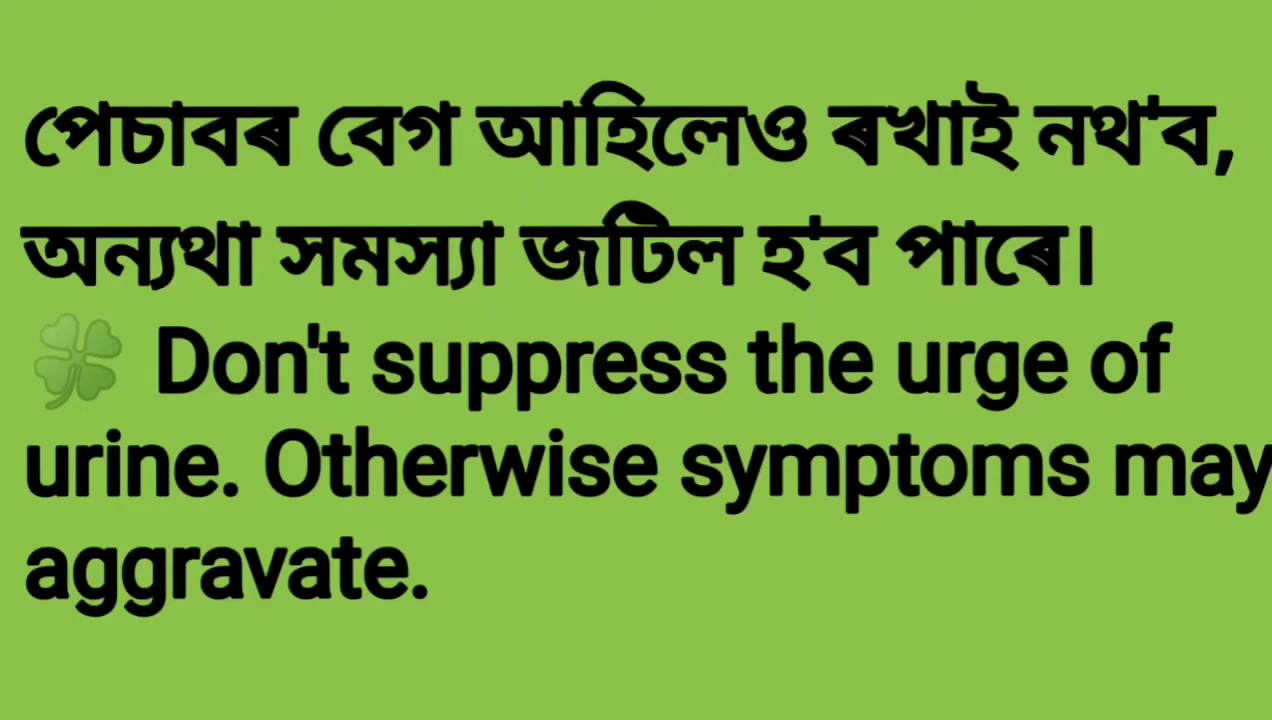 পেচাবৰ বেগ আহিলেও ৰখাই নথ'ব,
অন্যথা সমস্যা জটিল হ'ব পাৰে।
🍀 Don't suppress the urge of
urine. Otherwise symptoms may
aggravate.